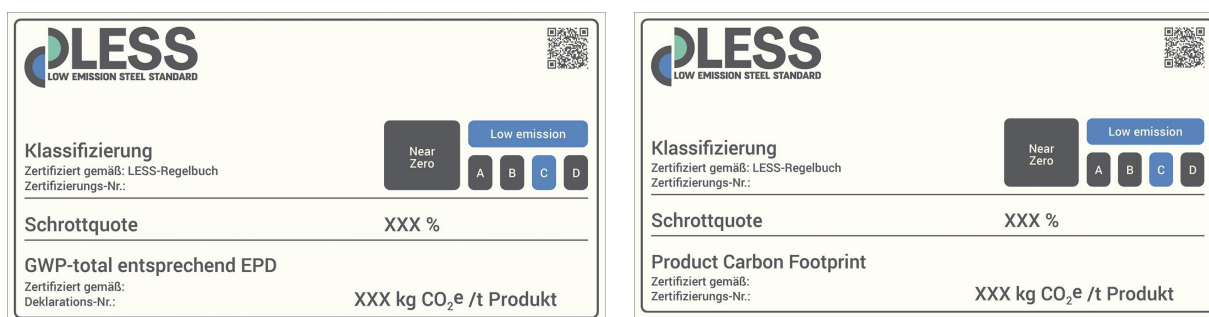 LESS
LOW EMISSION STEEL STANDARD
Klassifizierung
Zertifiziert gemäß: LESS-Regelbuch
Zertifizierungs-Nr.:
Near
Zero
Low emission
A B C D
Schrottquote XXX %
GWP-total entsprechend EPD
Zertifiziert gemäß:
Deklarations-Nr.:
XXX kg CO₂e /t Produkt
LESS
LOW EMISSION STEEL STANDARD
Klassifizierung
Zertifiziert gemäß: LESS-Regelbuch
Zertifizierungs-Nr.:
Near
Zero
Low emission
A B C D
Schrottquote XXX %
Product Carbon Footprint
Zertifiziert gemäß:
Zertifizierungs-Nr.:
XXX kg CO₂e /t Produkt